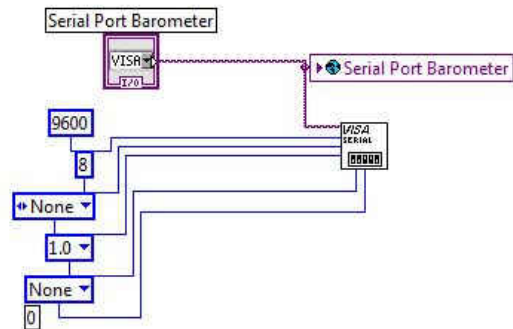 Serial Port Barometer
VISA
I/O
Serial Port Barometer
9600
VISA
SERIAL
8
None
1.0
None
0